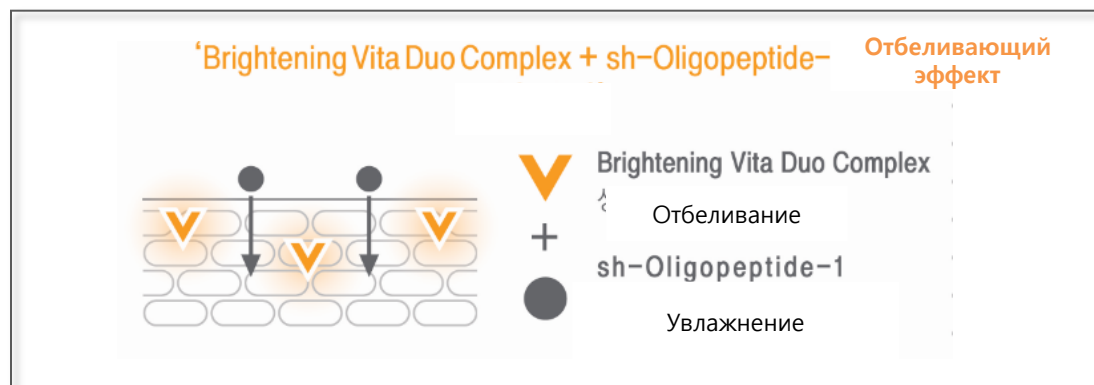 ‘Brightening Vita Duo Complex + sh-Oligopeptide-
Отбеливающий
эффект
Brightening Vita Duo Complex
Отбеливание
+
sh-Oligopeptide-1
Увлажнение